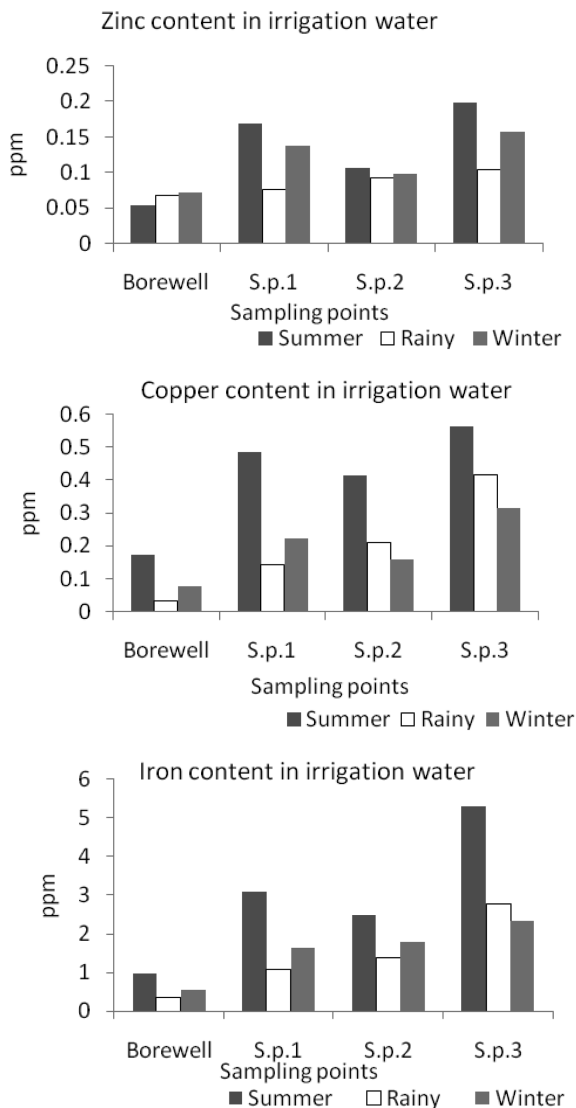 Zinc content in irrigation water
0.25
0.2
0.15
0.1
0.05
0
ppm
Borewell S.p.1 S.p.2 S.p.3
Sampling points
Summer Rainy Winter
Copper content in irrigation water
0.6
0.5
0.4
0.3
0.2
0.1
0
ppm
Borewell S.p.1 S.p.2 S.p.3
Sampling points
Summer Rainy Winter
Iron content in irrigation water
6
5
4
3
2
1
0
ppm
Borewell S.p.1 S.p.2 S.p.3
Sampling points
Summer Rainy Winter